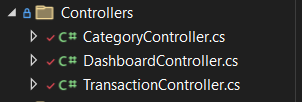 Controllers
C# CategoryController.cs
C# DashboardController.cs
C# TransactionController.cs